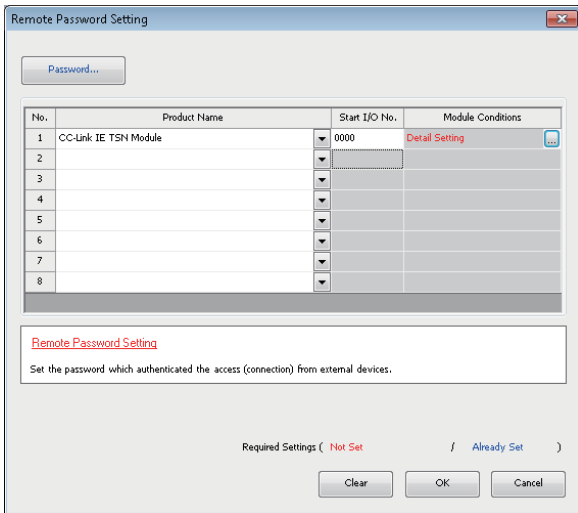 Remote Password Setting
Password...
No. Product Name Start I/O No. Module Conditions
1 CC-Link IE TSN Module 0000 Detail Setting ...
2
3
4
5
6
7
8
Remote Password Setting
Set the password which authenticated the access (connection) from external devices.
Required Settings ( Not Set / Already Set )
Clear OK Cancel